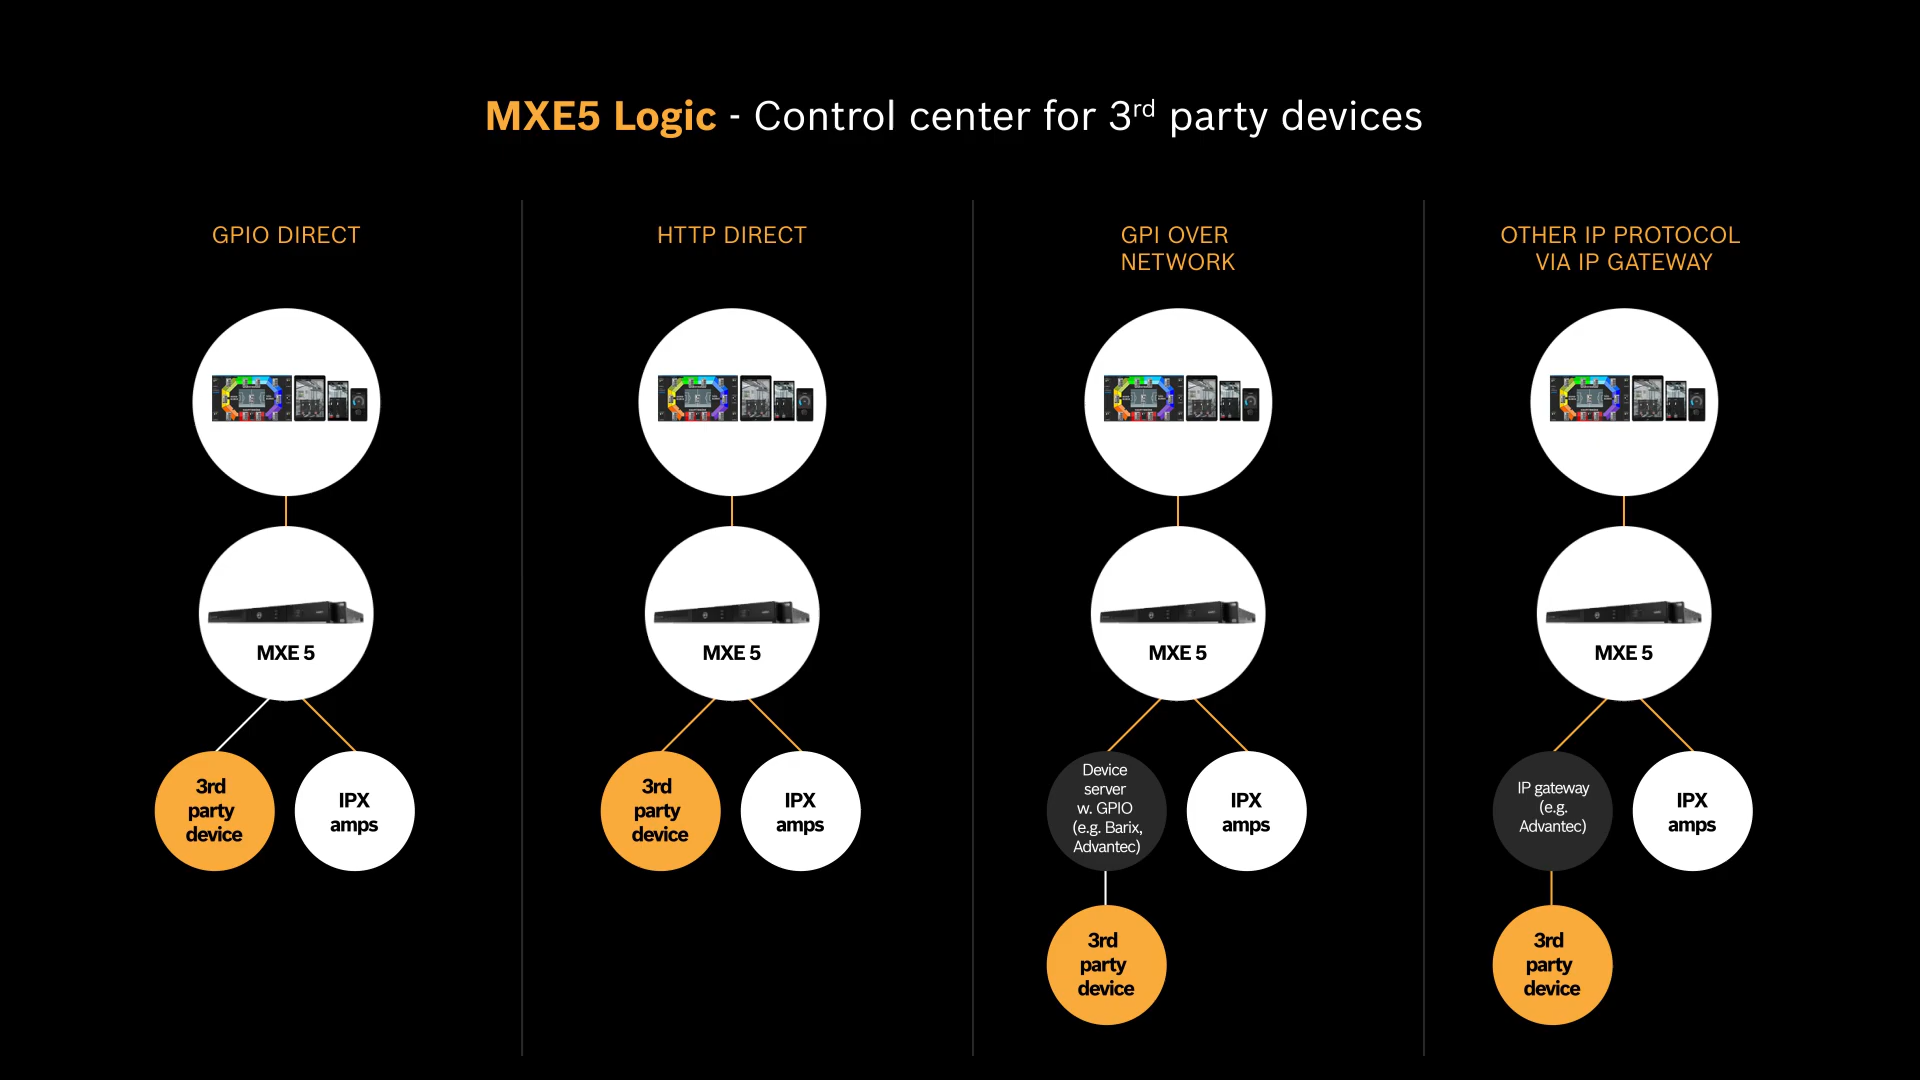 MXE5 Logic - Control center for 3rd party devices
GPIO DIRECT
MXE 5
3rd
party
device
IPX
amps
HTTP DIRECT
MXE 5
3rd
party
device
IPX
amps
GPI OVER
NETWORK
MXE 5
Device
server
w. GPIO
(e.g. Barix,
Advantec)
IPX
amps
3rd
party
device
OTHER IP PROTOCOL
VIA IP GATEWAY
MXE 5
IP gateway
(e.g.
Advantec)
IPX
amps
3rd
party
device